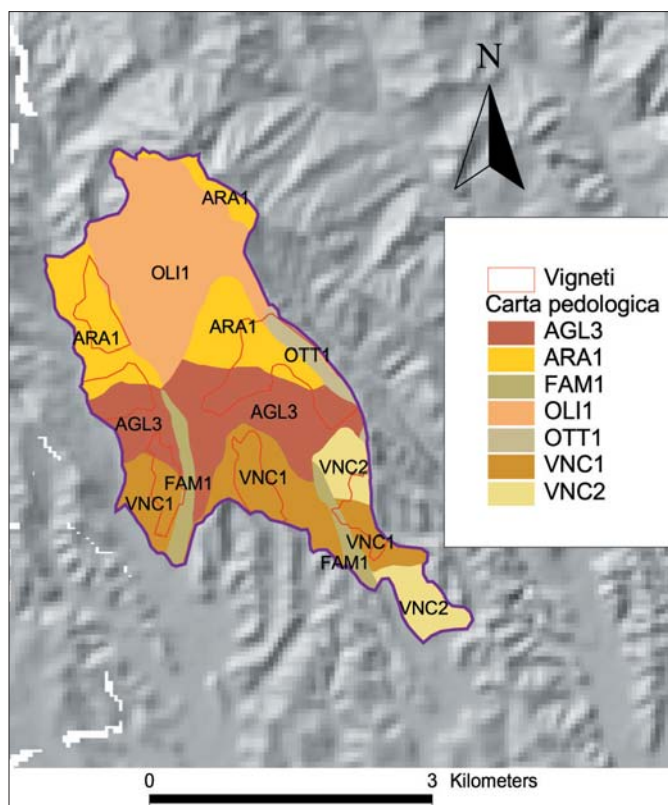 N
ARA1
OLI1
ARA1
ARA1
OTT1
AGL3
AGL3
VNC2
FAM1
VNC1
VNC1
VNC1
FAM1
VNC2
Vigneti
Carta pedologica
AGL3
ARA1
FAM1
OLI1
OTT1
VNC1
VNC2
0 3 Kilometers